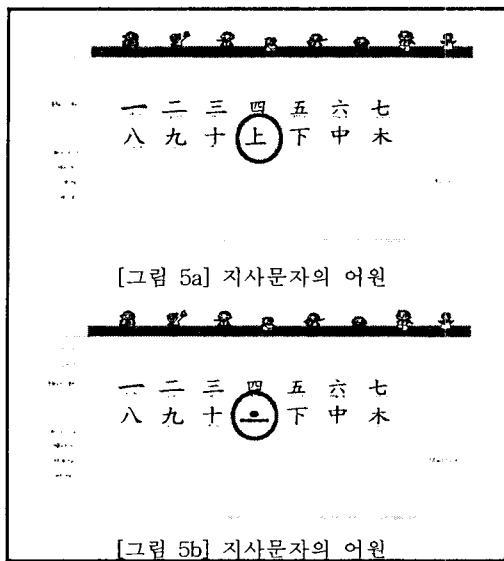 一 二 三 四 五 六 七
八 九 十 上 下 中 木
[그림 5a] 지사문자의 어원
一 二 三 四 五 六 七
八 九 十 下 中 木
[그림 5b] 지사문자의 어원